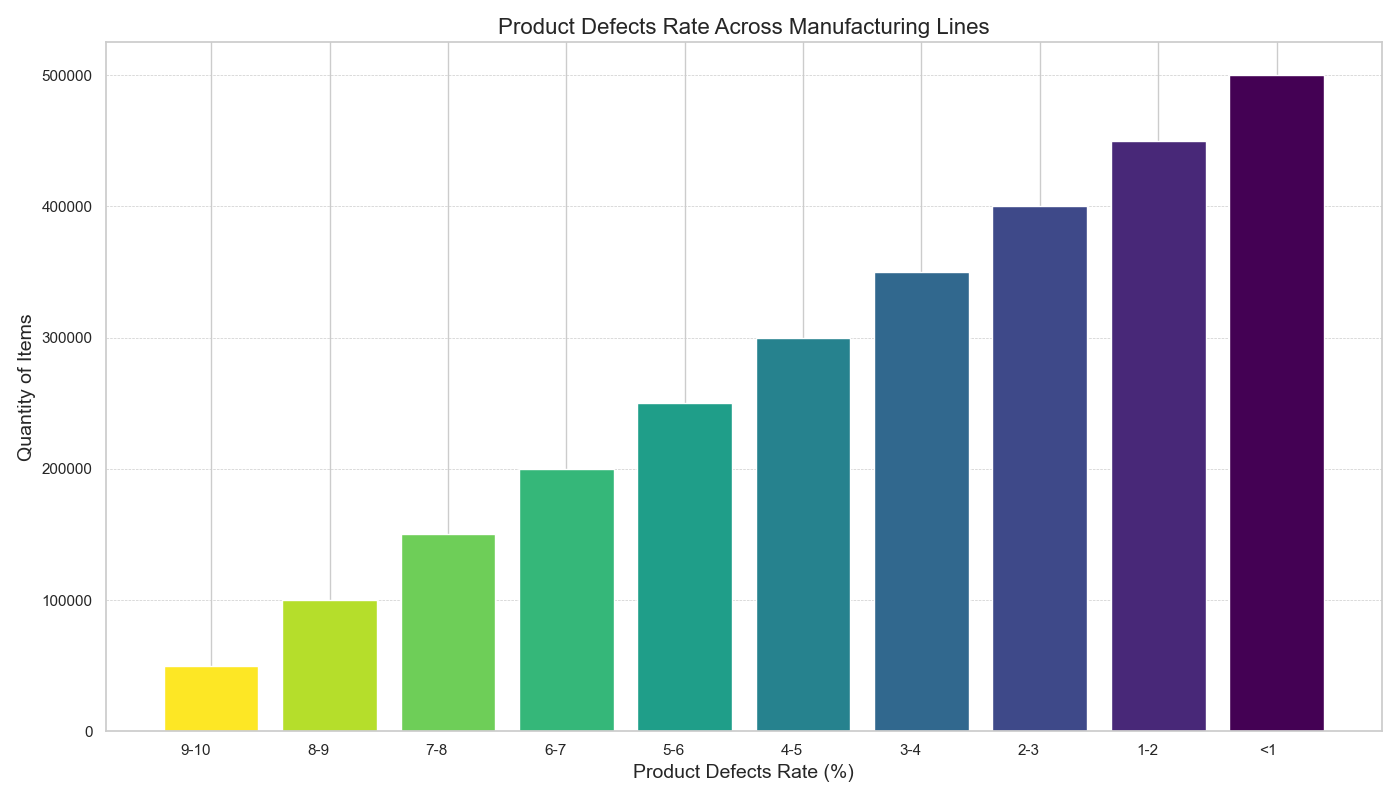 Product Defects Rate Across Manufacturing Lines
Quantity of Items
500000
400000
300000
200000
100000
0
9-10 8-9 7-8 6-7 5-6 4-5 3-4 2-3 1-2 <1
Product Defects Rate (%)